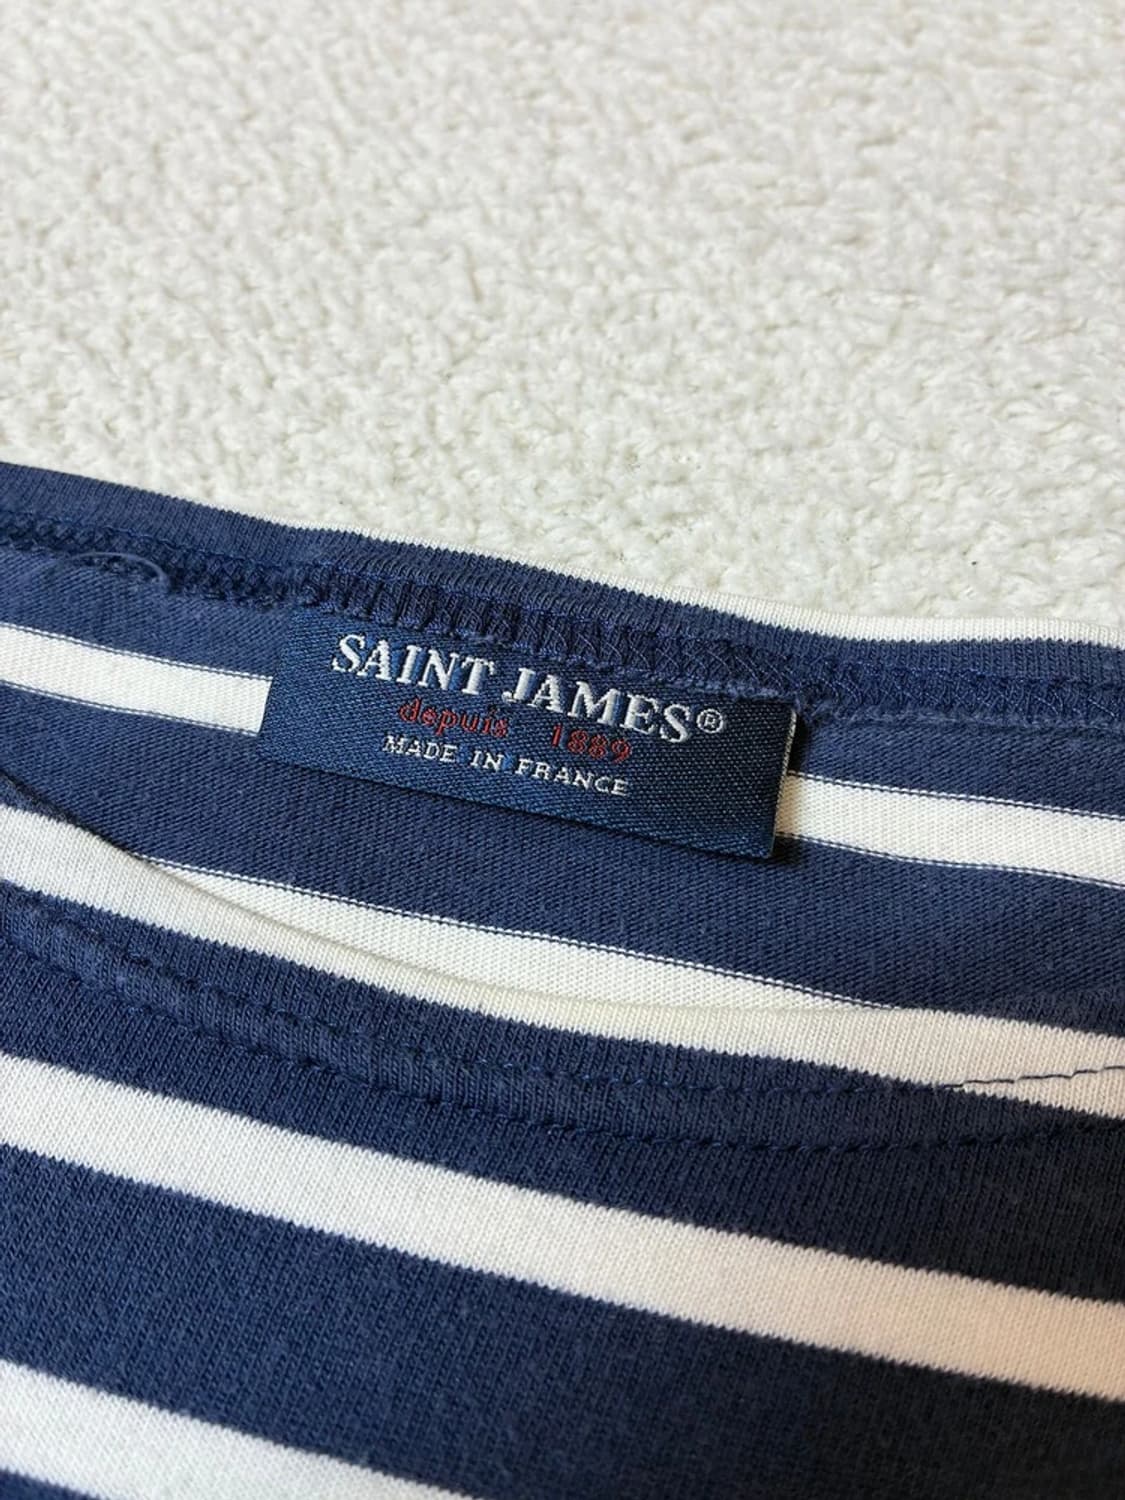 SAINT JAMES®
depuis 1889
MADE IN FRANCE